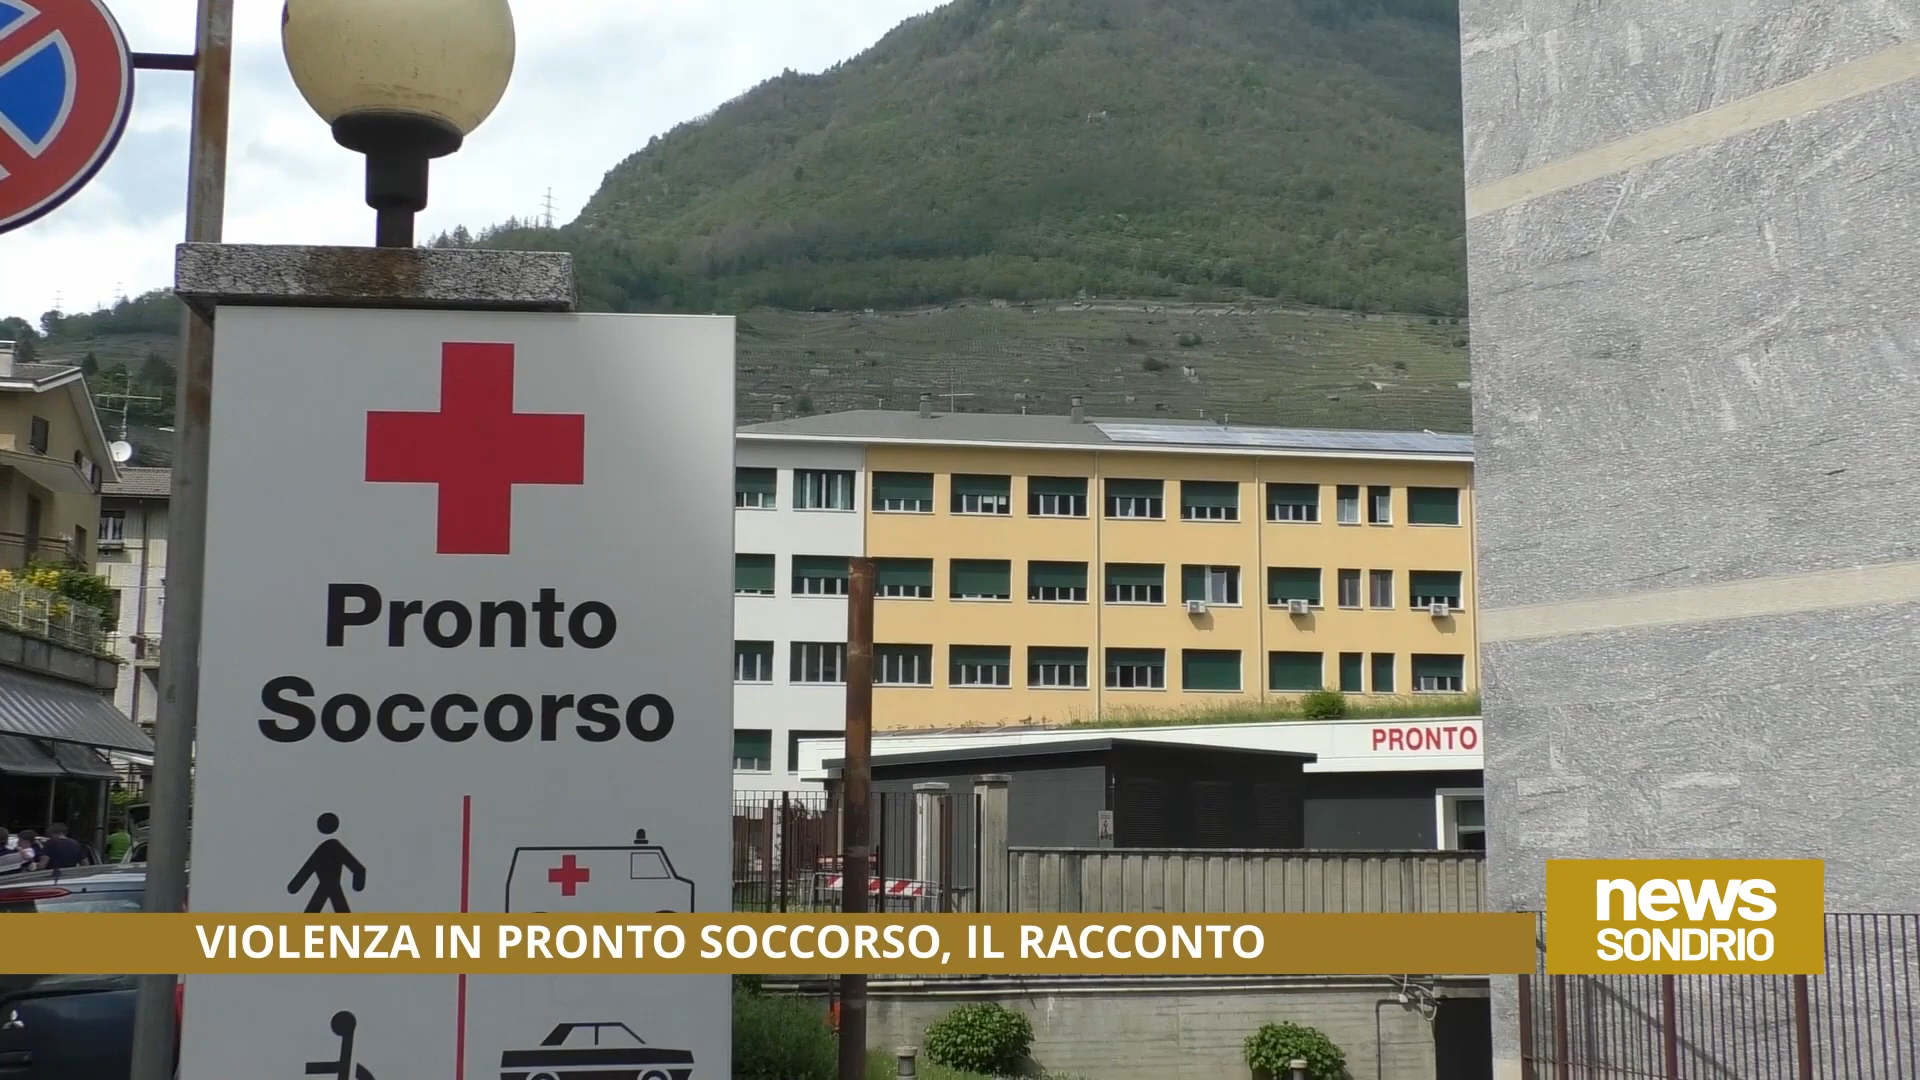 Pronto
Soccorso
PRONTO
VIOLENZA IN PRONTO SOCCORSO, IL RACCONTO
news
SONDRIO